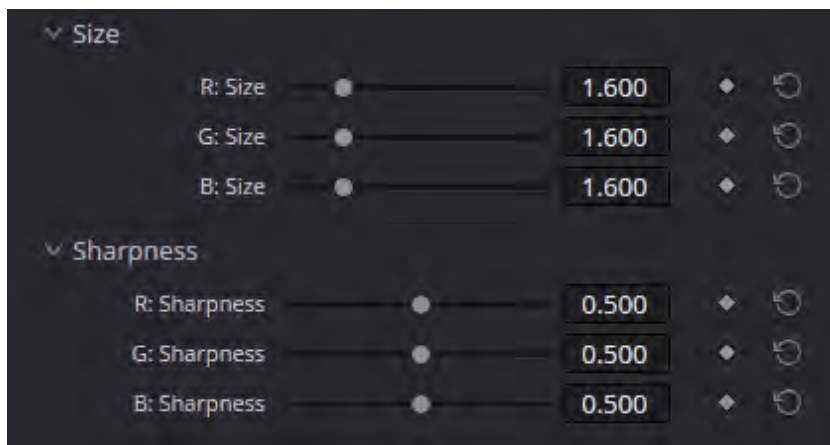 Size
R: Size 1.600
G: Size 1.600
B: Size 1.600
Sharpness
R: Sharpness 0.500
G: Sharpness 0.500
B: Sharpness 0.500